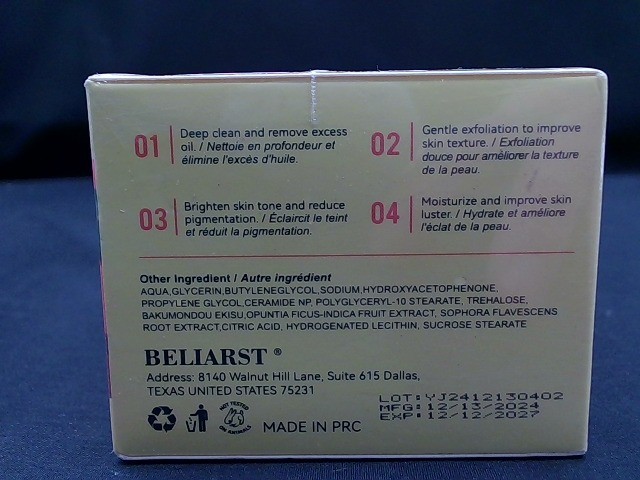 01 Deep clean and remove excess
oil. / Nettoie en profondeur et
élimine l'excés d'huile.
02 Gentle exfoliation to improve
skin texture. / Exfoliation
douce pour améliorer la texture
de la peau.
03 Brighten skin tone and reduce
pigmentation. / Éclaircit le teint
et réduit la pigmentation.
04 Moisturize and improve skin
luster. / Hydrate et améliore
l'éclat de la peau.
Other Ingredient / Autre ingrédient
AQUA,GLYCERIN,BUTYLENEGLYCOL,SODIUM,HYDROXYACETOPHENONE,
PROPYLENE GLYCOL,CERAMIDE NP, POLYGLYCERYL-10 STEARATE, TREHALOSE,
BAKUMONDOU EKISU,OPUNTIA FICUS-INDICA FRUIT EXTRACT, SOPHORA FLAVESCENS
ROOT EXTRACT,CITRIC ACID, HYDROGENATED LECITHIN, SUCROSE STEARATE
BELIARST ®
Address: 8140 Walnut Hill Lane, Suite 615 Dallas,
TEXAS UNITED STATES 75231
NOT TESTED
ON ANIMALS
MADE IN PRC
LOT:YJ2412130402
MFG:12/13/2024
EXP:12/12/2027